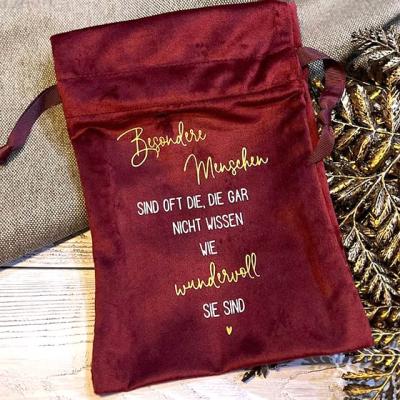 Besondere
Menschen
SIND OFT DIE, DIE GAR
NICHT WISSEN
WIE
wundervoll
SIE SIND